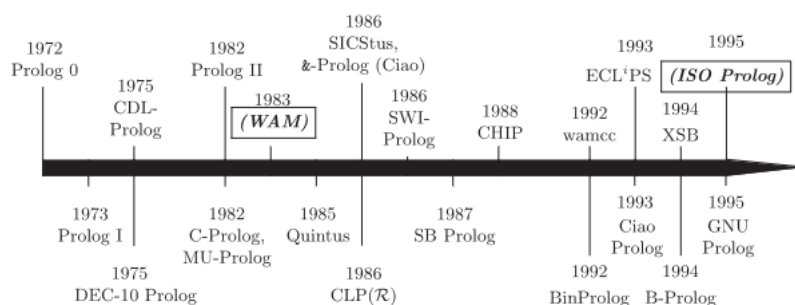 1972
Prolog 0
1975
CDL-
Prolog
1982
Prolog II
1983
(WAM)
1986
SICStus,
&-Prolog (Ciao)
1986
SWI-
Prolog
1988
CHIP
1992
wamcc
1993
ECLⁱPS
1994
XSB
1995
(ISO Prolog)
1973
Prolog I
1975
DEC-10 Prolog
1982
C-Prolog,
MU-Prolog
1985
Quintus
1986
CLP(ℛ)
1987
SB Prolog
1992
BinProlog
1993
Ciao
Prolog
1994
B-Prolog
1995
GNU
Prolog